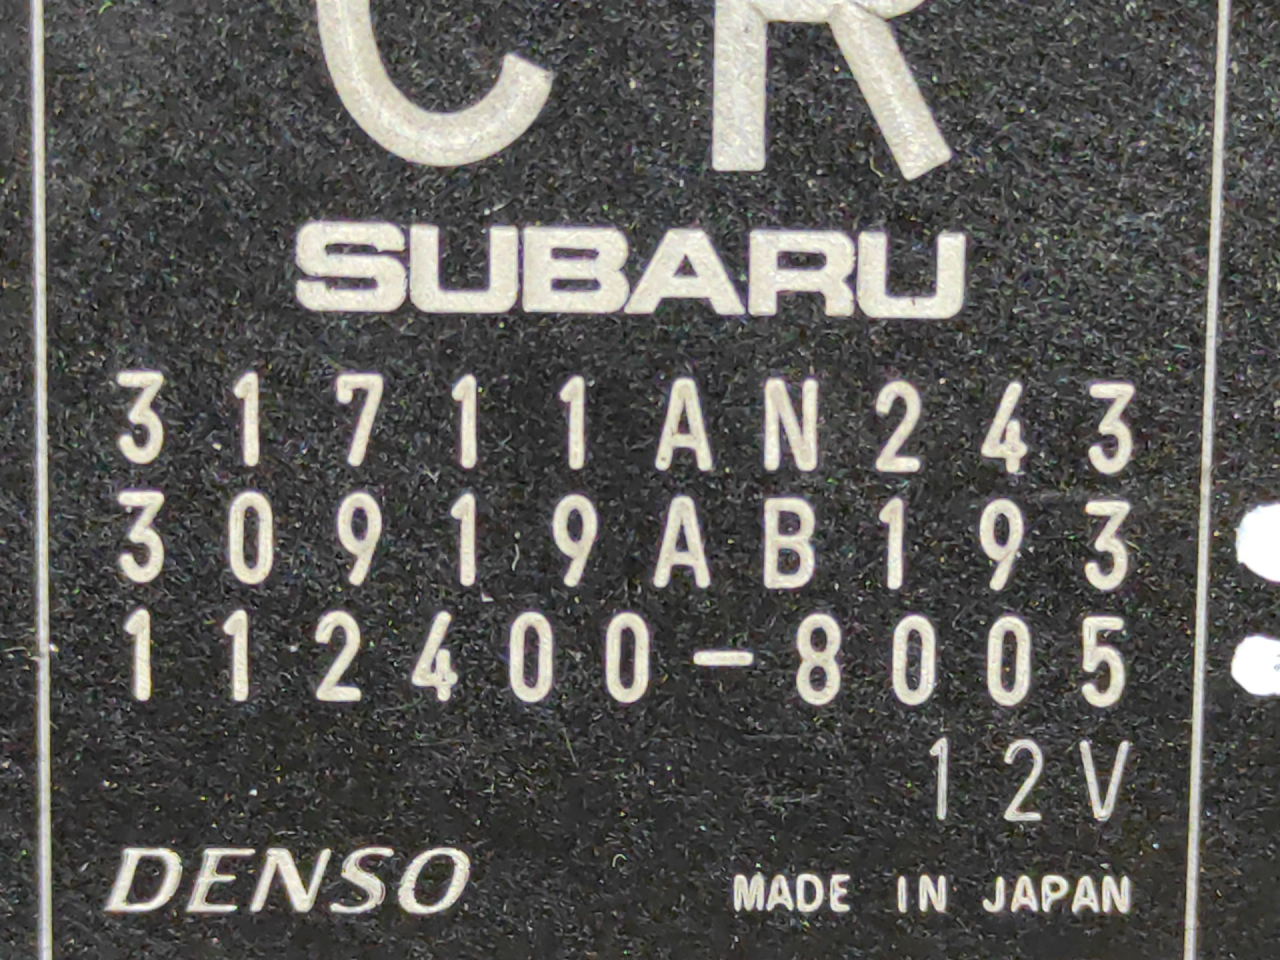 CR
SUBARU
31711AN243
30919AB193
112400-8005
12V
DENSO MADE IN JAPAN